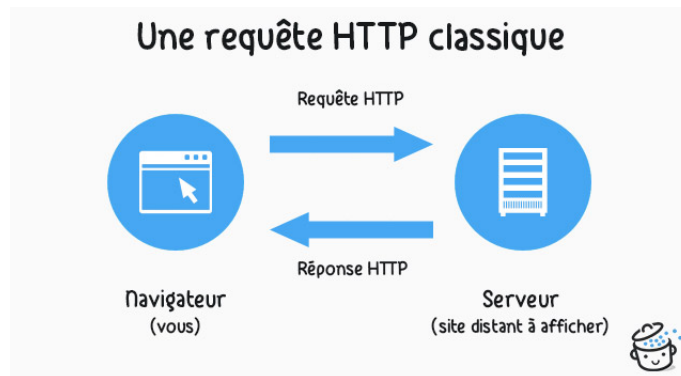 Une requête HTTP classique
Requête HTTP
Réponse HTTP
Navigateur
(vous)
Serveur
(site distant à afficher)